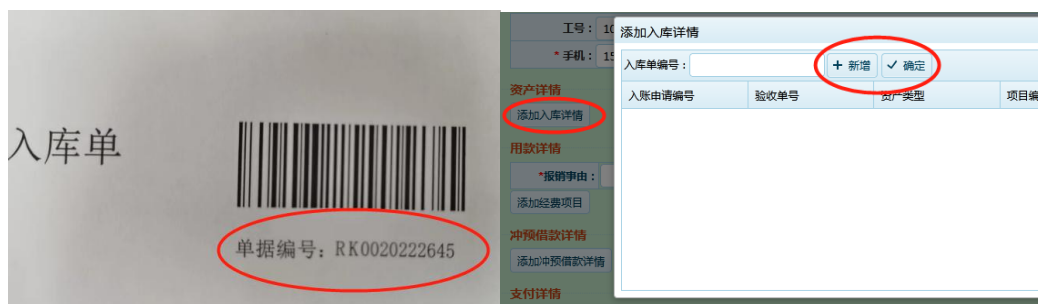 入库单
单据编号：RK0020222645
工号： 10
*手机： 15
资产详情
添加入库详情
用款详情
*报销事由：
添加经费项目
冲预借款详情
添加冲预借款详情
支付详情
添加入库详情
入库单编号： + 新增 ✓ 确定
入账申请编号 验收单号 资产类型 项目编